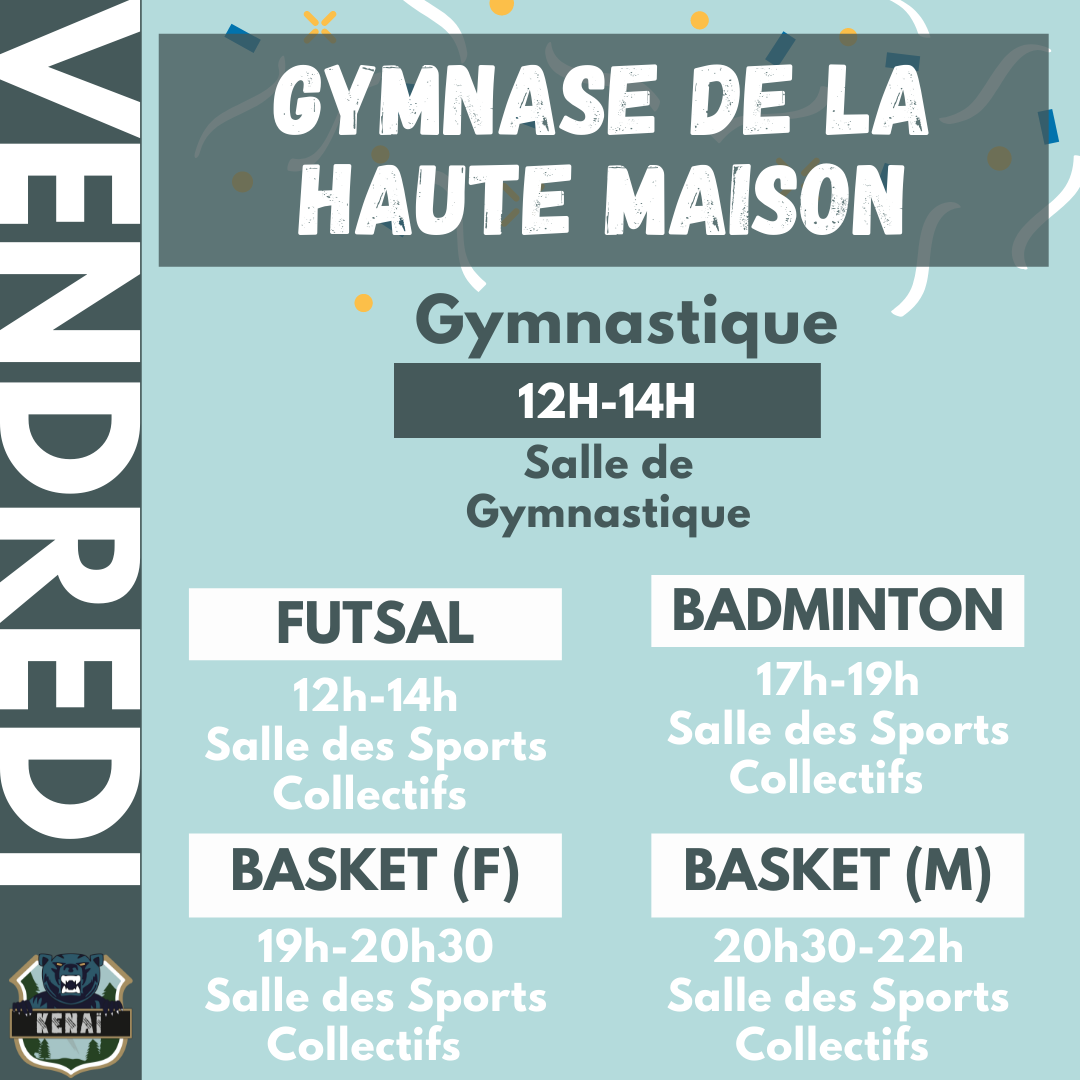 VENDREDI
GYMNASE DE LA
HAUTE MAISON
Gymnastique
12H-14H
Salle de
Gymnastique
FUTSAL
12h-14h
Salle des Sports
Collectifs
BADMINTON
17h-19h
Salle des Sports
Collectifs
BASKET (F)
19h-20h30
Salle des Sports
Collectifs
BASKET (M)
20h30-22h
Salle des Sports
Collectifs
KENAÏ